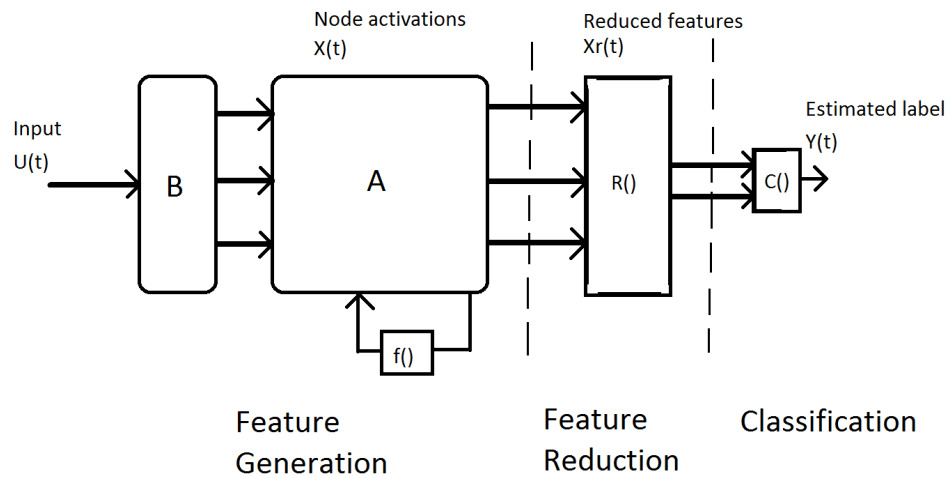 Node activations
X(t)
Reduced features
Xr(t)
Input
U(t)
B
A
R()
C()
Estimated label
Y(t)
f()
Feature
Generation
Feature
Reduction
Classification